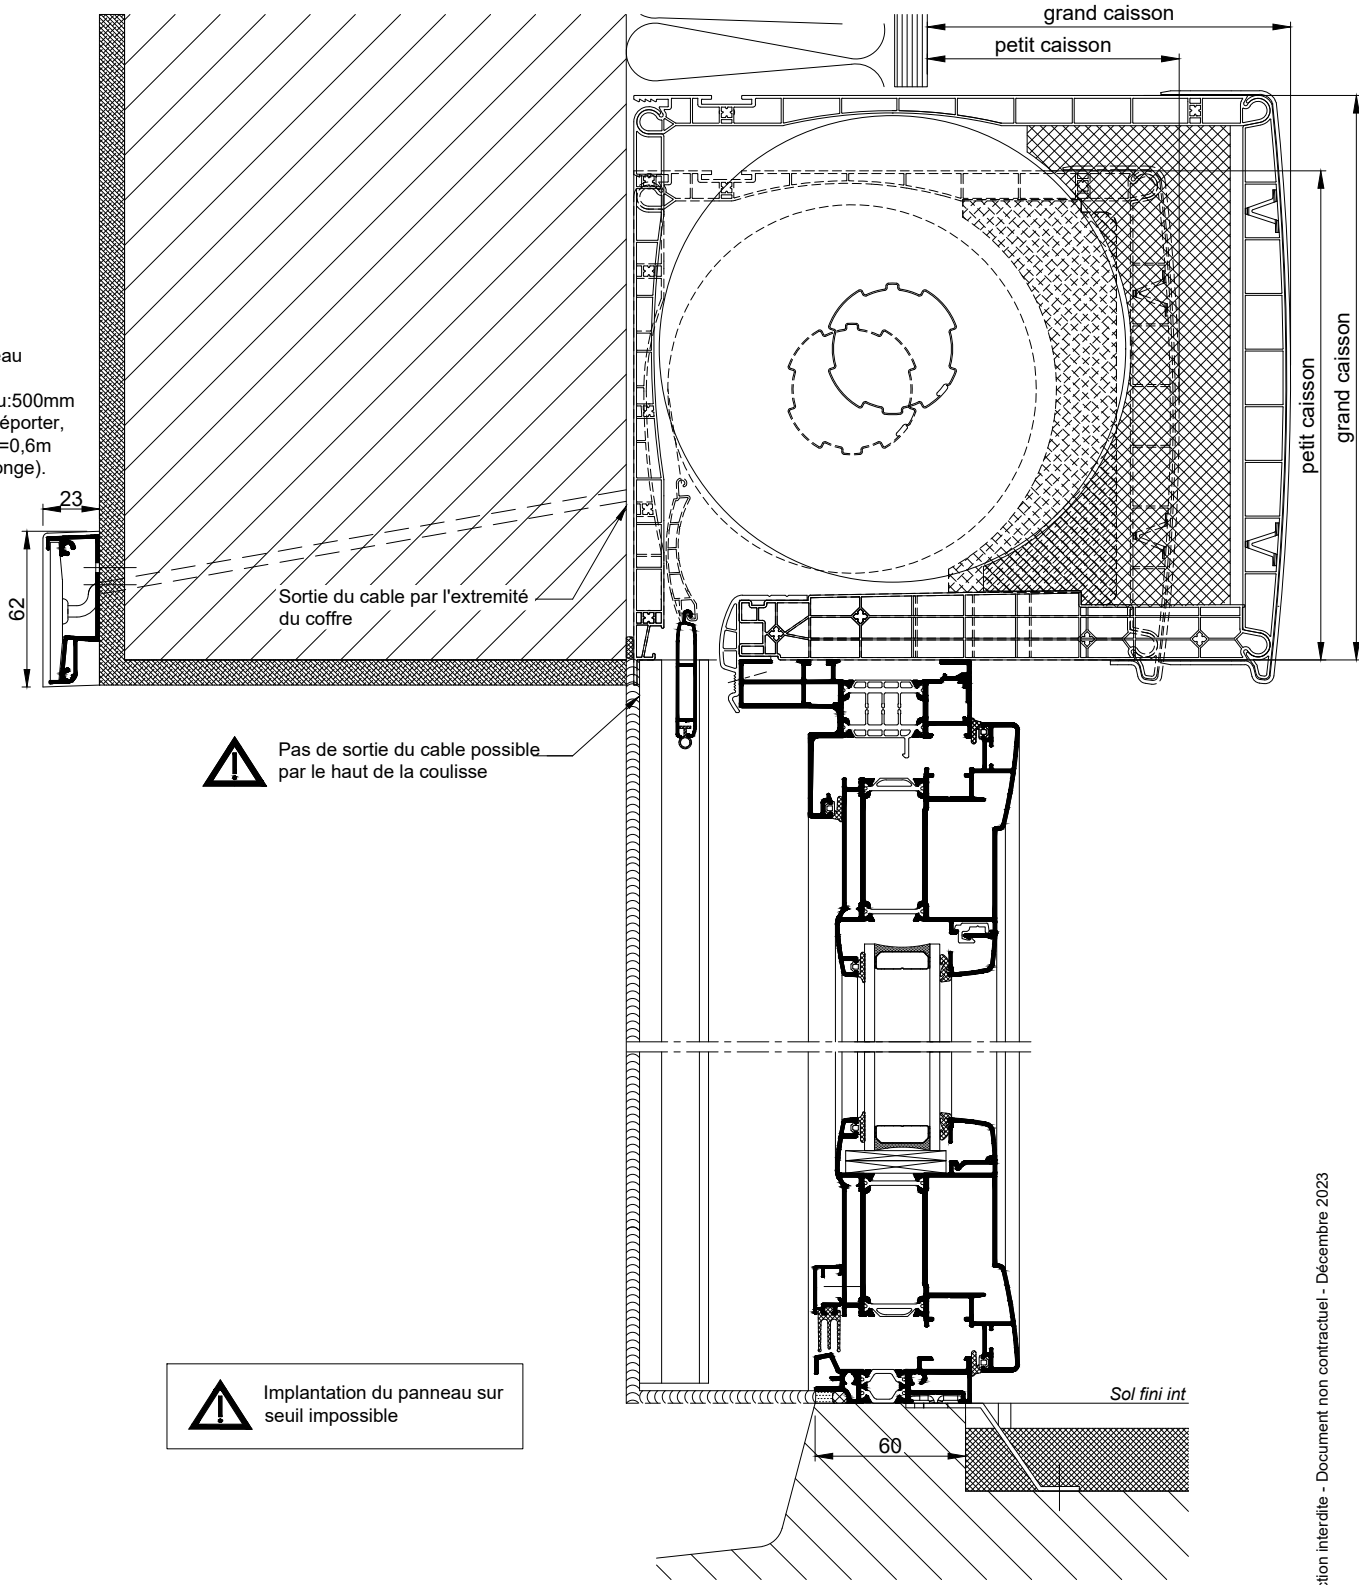 grand caisson
petit caisson
petit caisson
grand caisson
u:500mm
éporter,
=0,6m
onge).
23
62
Sortie du cable par l'extremité
du coffre
Pas de sortie du cable possible
par le haut de la coulisse
Implantation du panneau sur
seuil impossible
Sol fini int
60
interdite - Document non contractuel - Décembre 2023